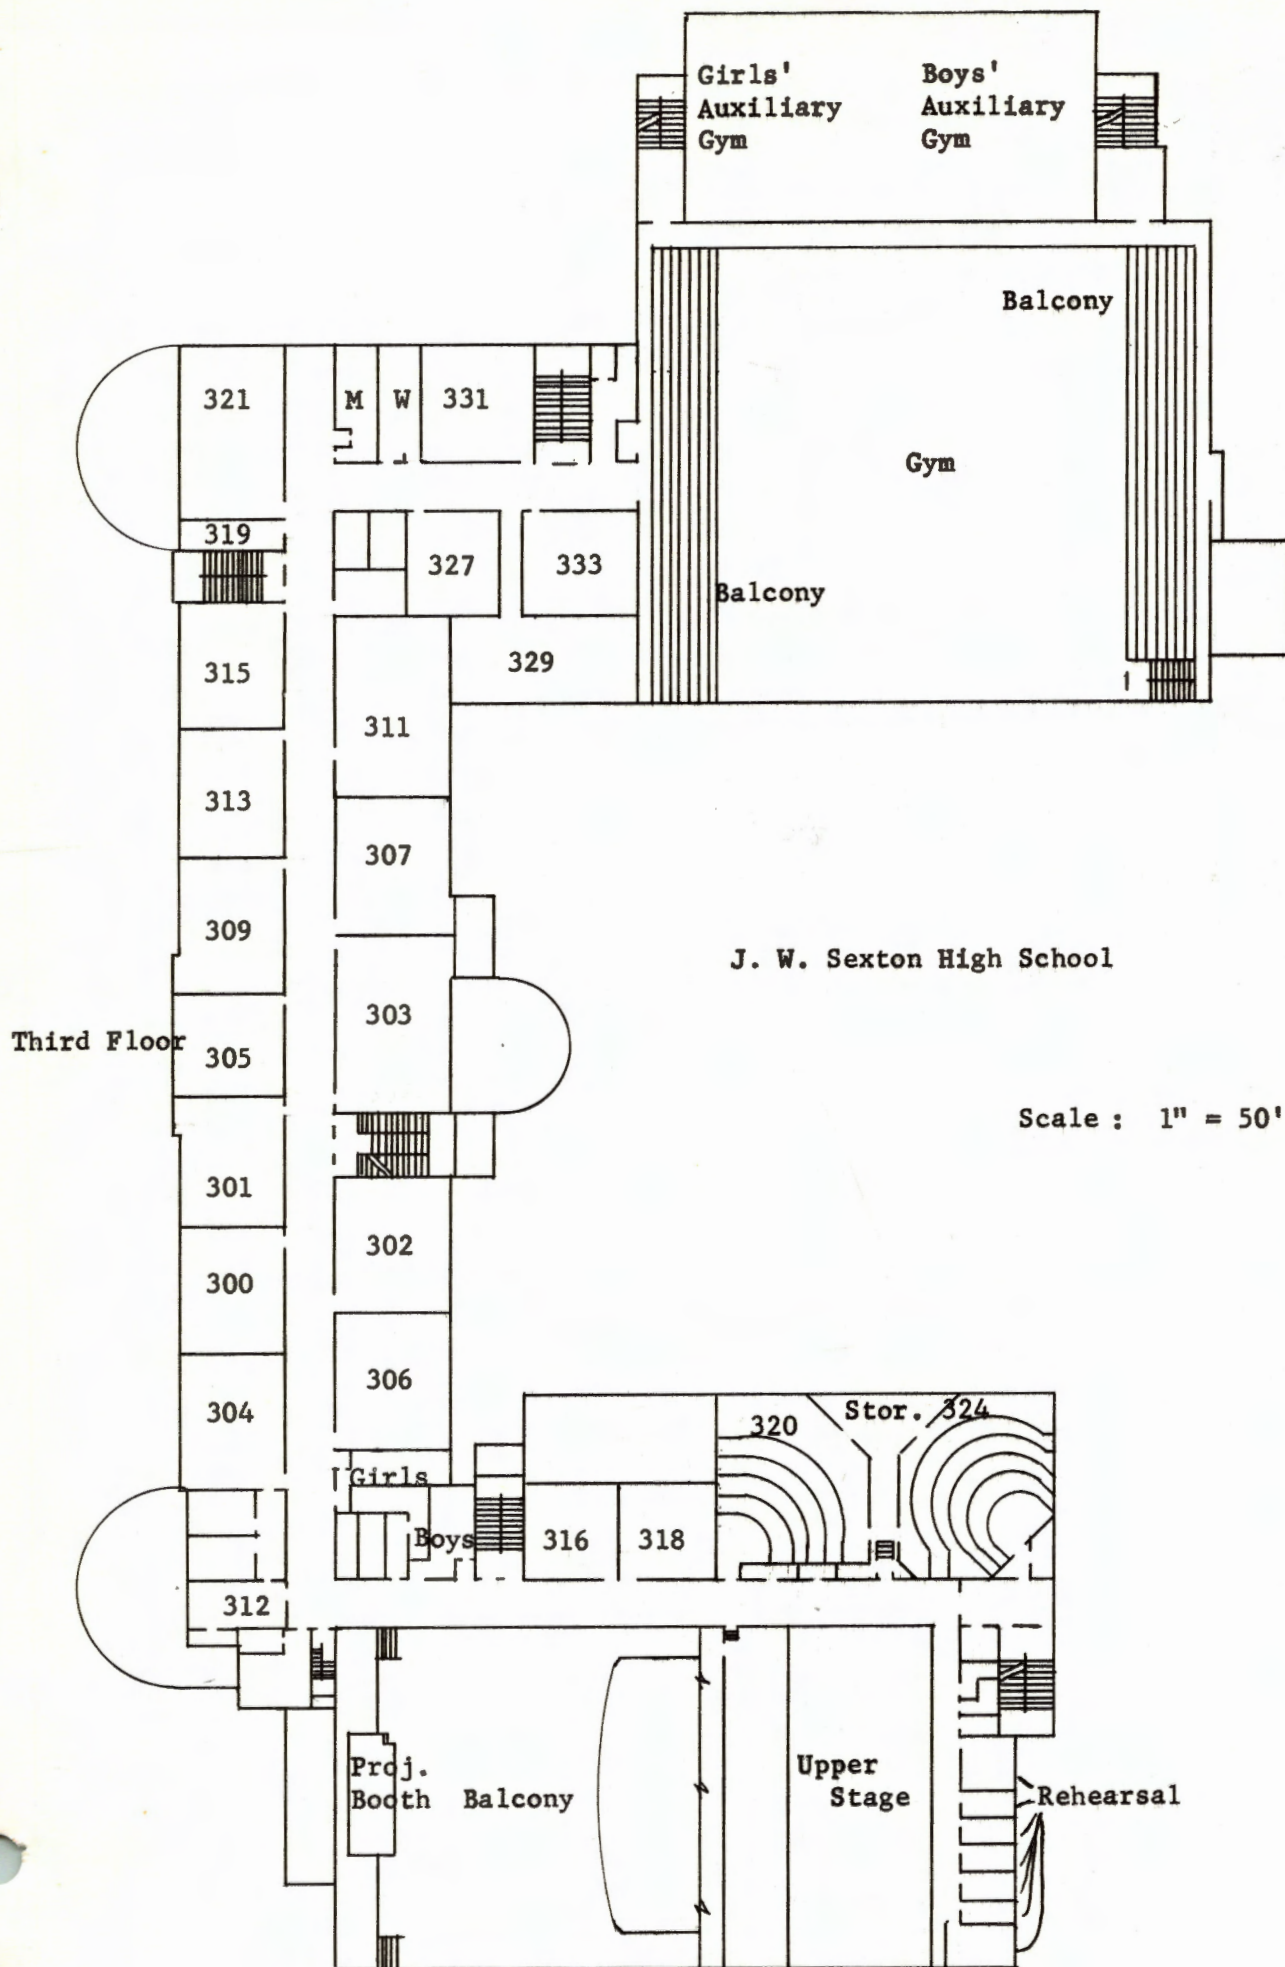 Girls'
Auxiliary
Gym
Boys'
Auxiliary
Gym
Balcony
321
M
W
331
Gym
319
327
333
Balcony
315
329
311
313
307
309
J. W. Sexton High School
303
Third Floor
305
Scale : 1" = 50'
301
302
300
306
304
Stor.
324
320
Girls
Boys
316
318
312
Proj.
Booth
Balcony
Upper
Stage
Rehearsal